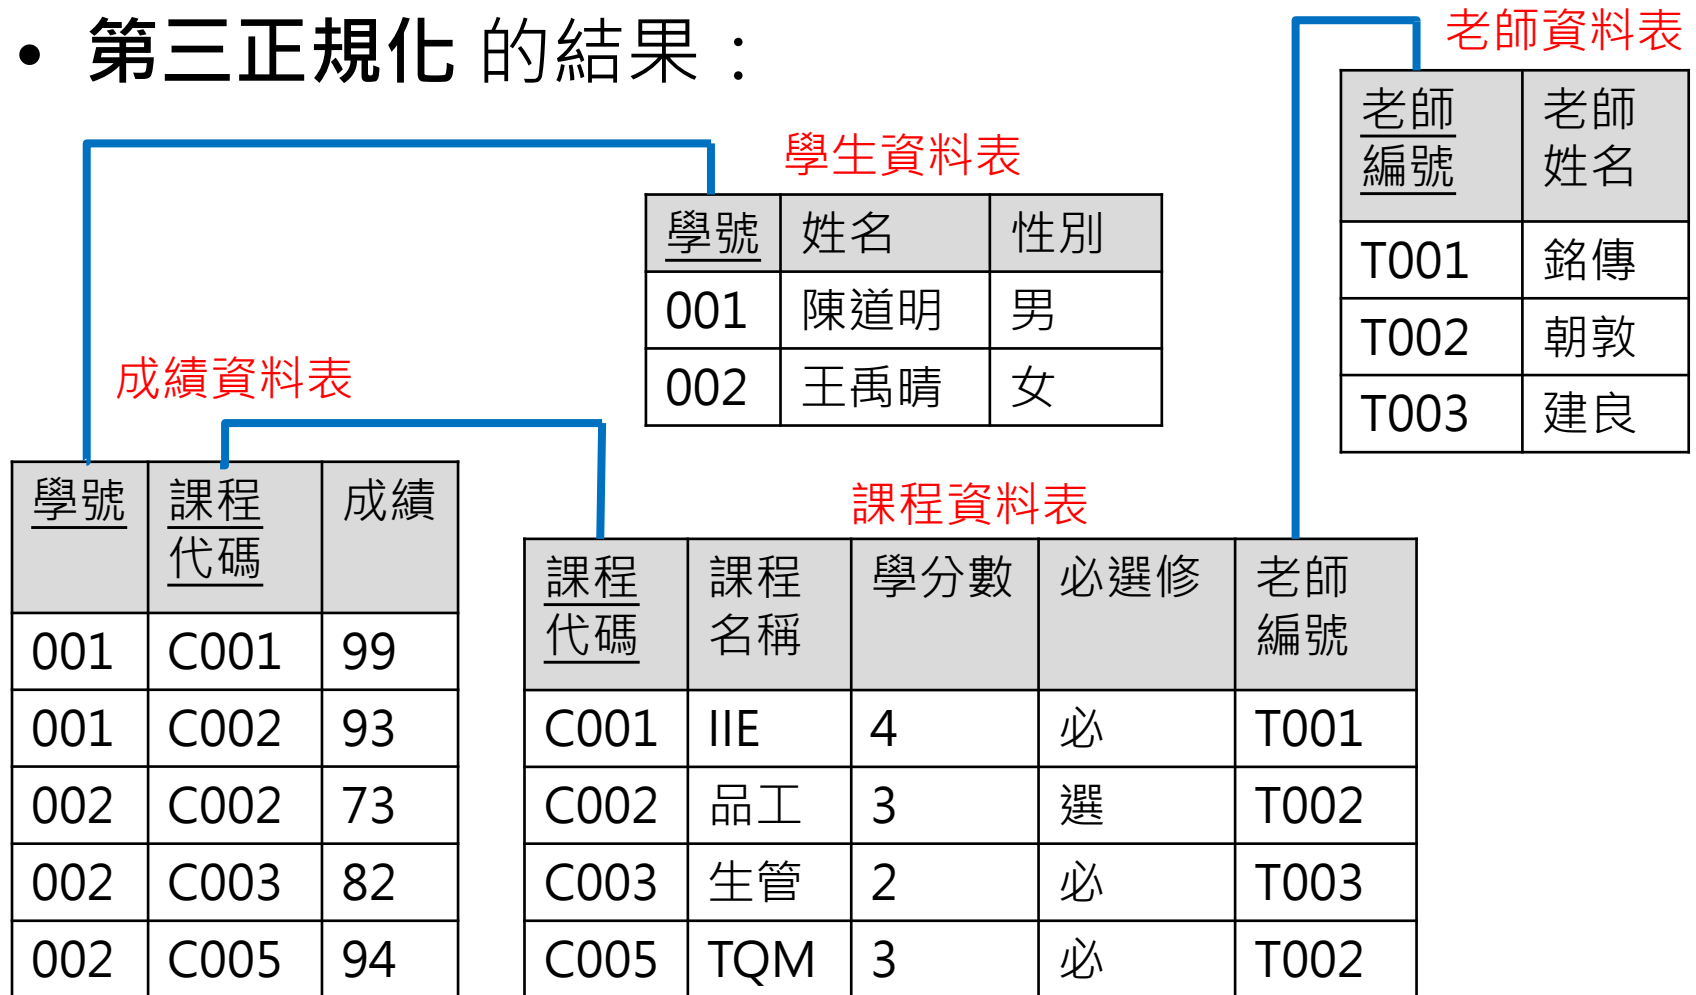 • 第三正規化 的結果：
老師資料表
老師編號 老師姓名
T001 銘傳
T002 朝敦
T003 建良
學生資料表
學號 姓名 性別
001 陳道明 男
002 王禹晴 女
成績資料表
學號 課程代碼 成績
001 C001 99
001 C002 93
002 C002 73
002 C003 82
002 C005 94
課程資料表
課程代碼 課程名稱 學分數 必選修 老師編號
C001 IIE 4 必 T001
C002 品工 3 選 T002
C003 生管 2 必 T003
C005 TQM 3 必 T002